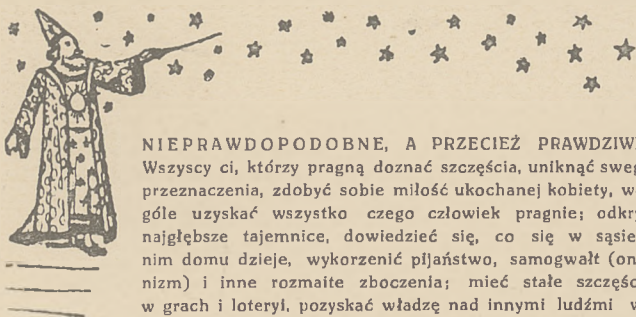 NIEPRAWDOPODOBNE, A PRZECIEŻ PRAWDZIW
Wszyscy ci, którzy pragną doznać szczęścia, uniknąć sweg
przeznaczenia, zdobyć sobie miłość ukochanej kobiety, w
góle uzyskać wszystko czego człowiek pragnie; odkry
najgłębsze tajemnice, dowiedzieć się, co się w sąsie
nim domu dzieje, wykorzenić pijaństwo, samogwałt (on
nizm) i inne rozmaite zboczenia; mieć stałe szczęśc
w grach i loteryi, pozyskać władzę nad innymi ludźmi w